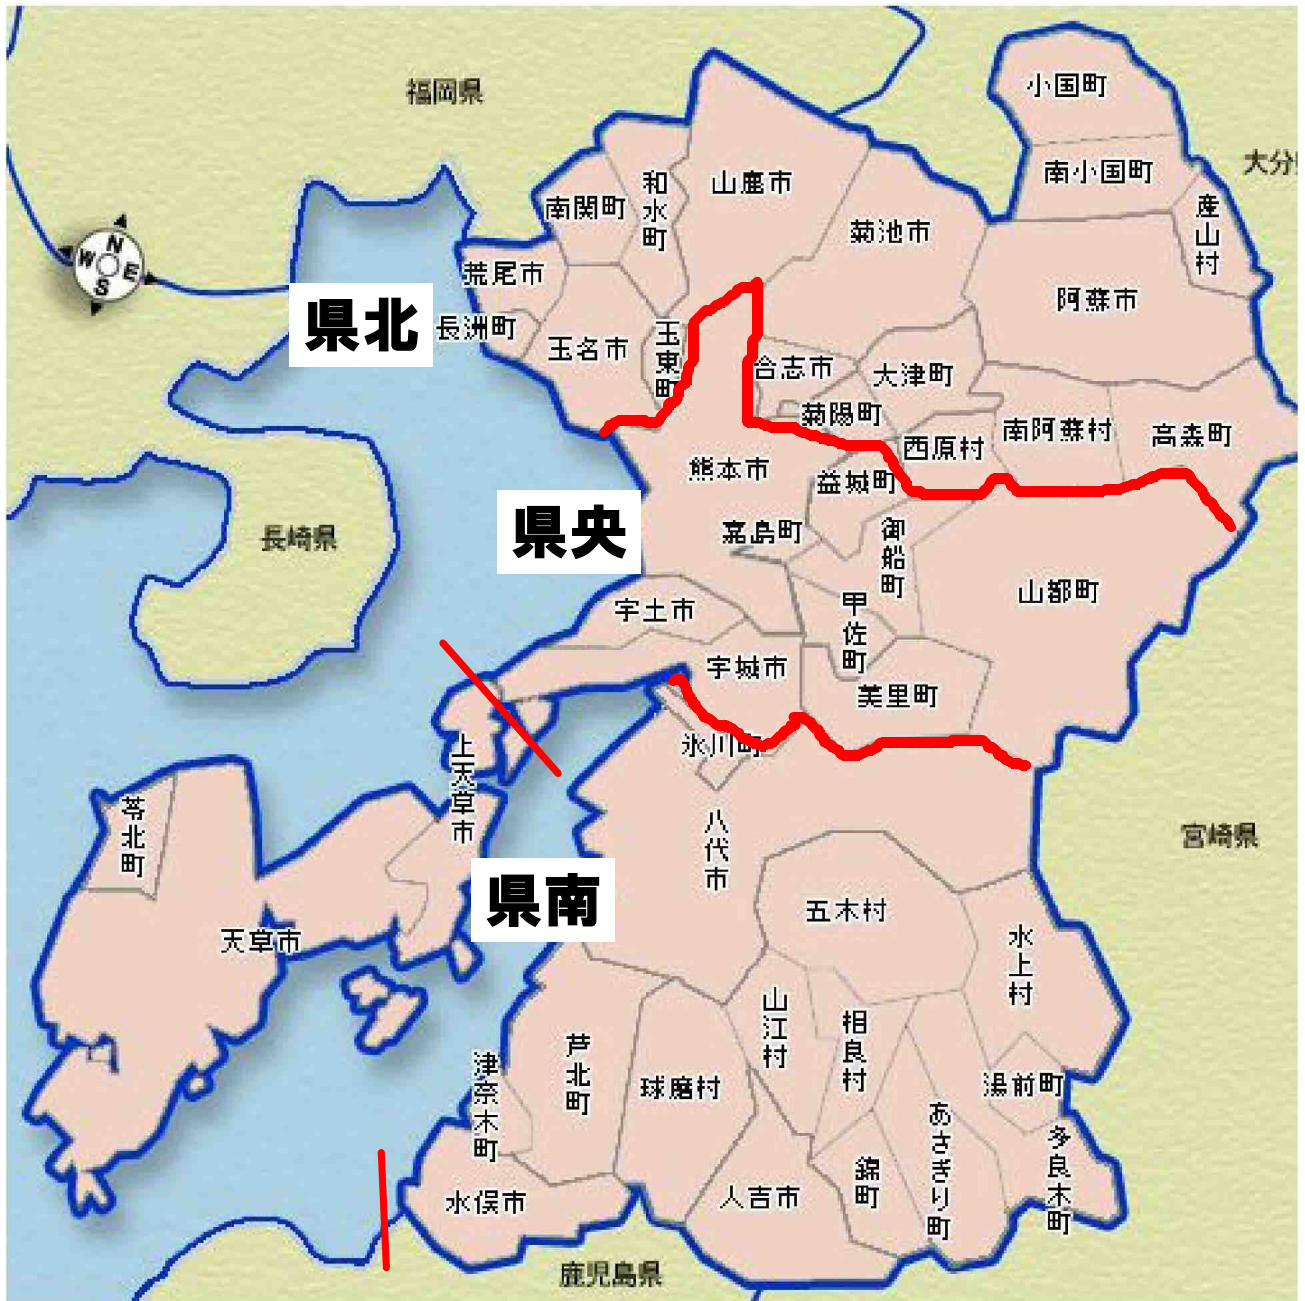 福岡県
小国町
大分
南小国町
和水町
山鹿市
産山村
南関町
菊池市
N
W
E
S
荒尾市
阿蘇市
県北
長洲町
玉名市
玉東町
合志市
大津町
菊陽町
南阿蘇村
高森町
西原村
熊本市
益城町
県央
長崎県
嘉島町
御船町
山都町
宇土市
甲佐町
宇城市
美里町
氷川町
上天草市
苓北町
八代市
宮崎県
県南
五木村
天草市
水上村
山江村
相良村
芦北町
津奈木町
球磨村
湯前町
あさぎり町
多良木町
錦町
水俣市
人吉市
鹿児島県